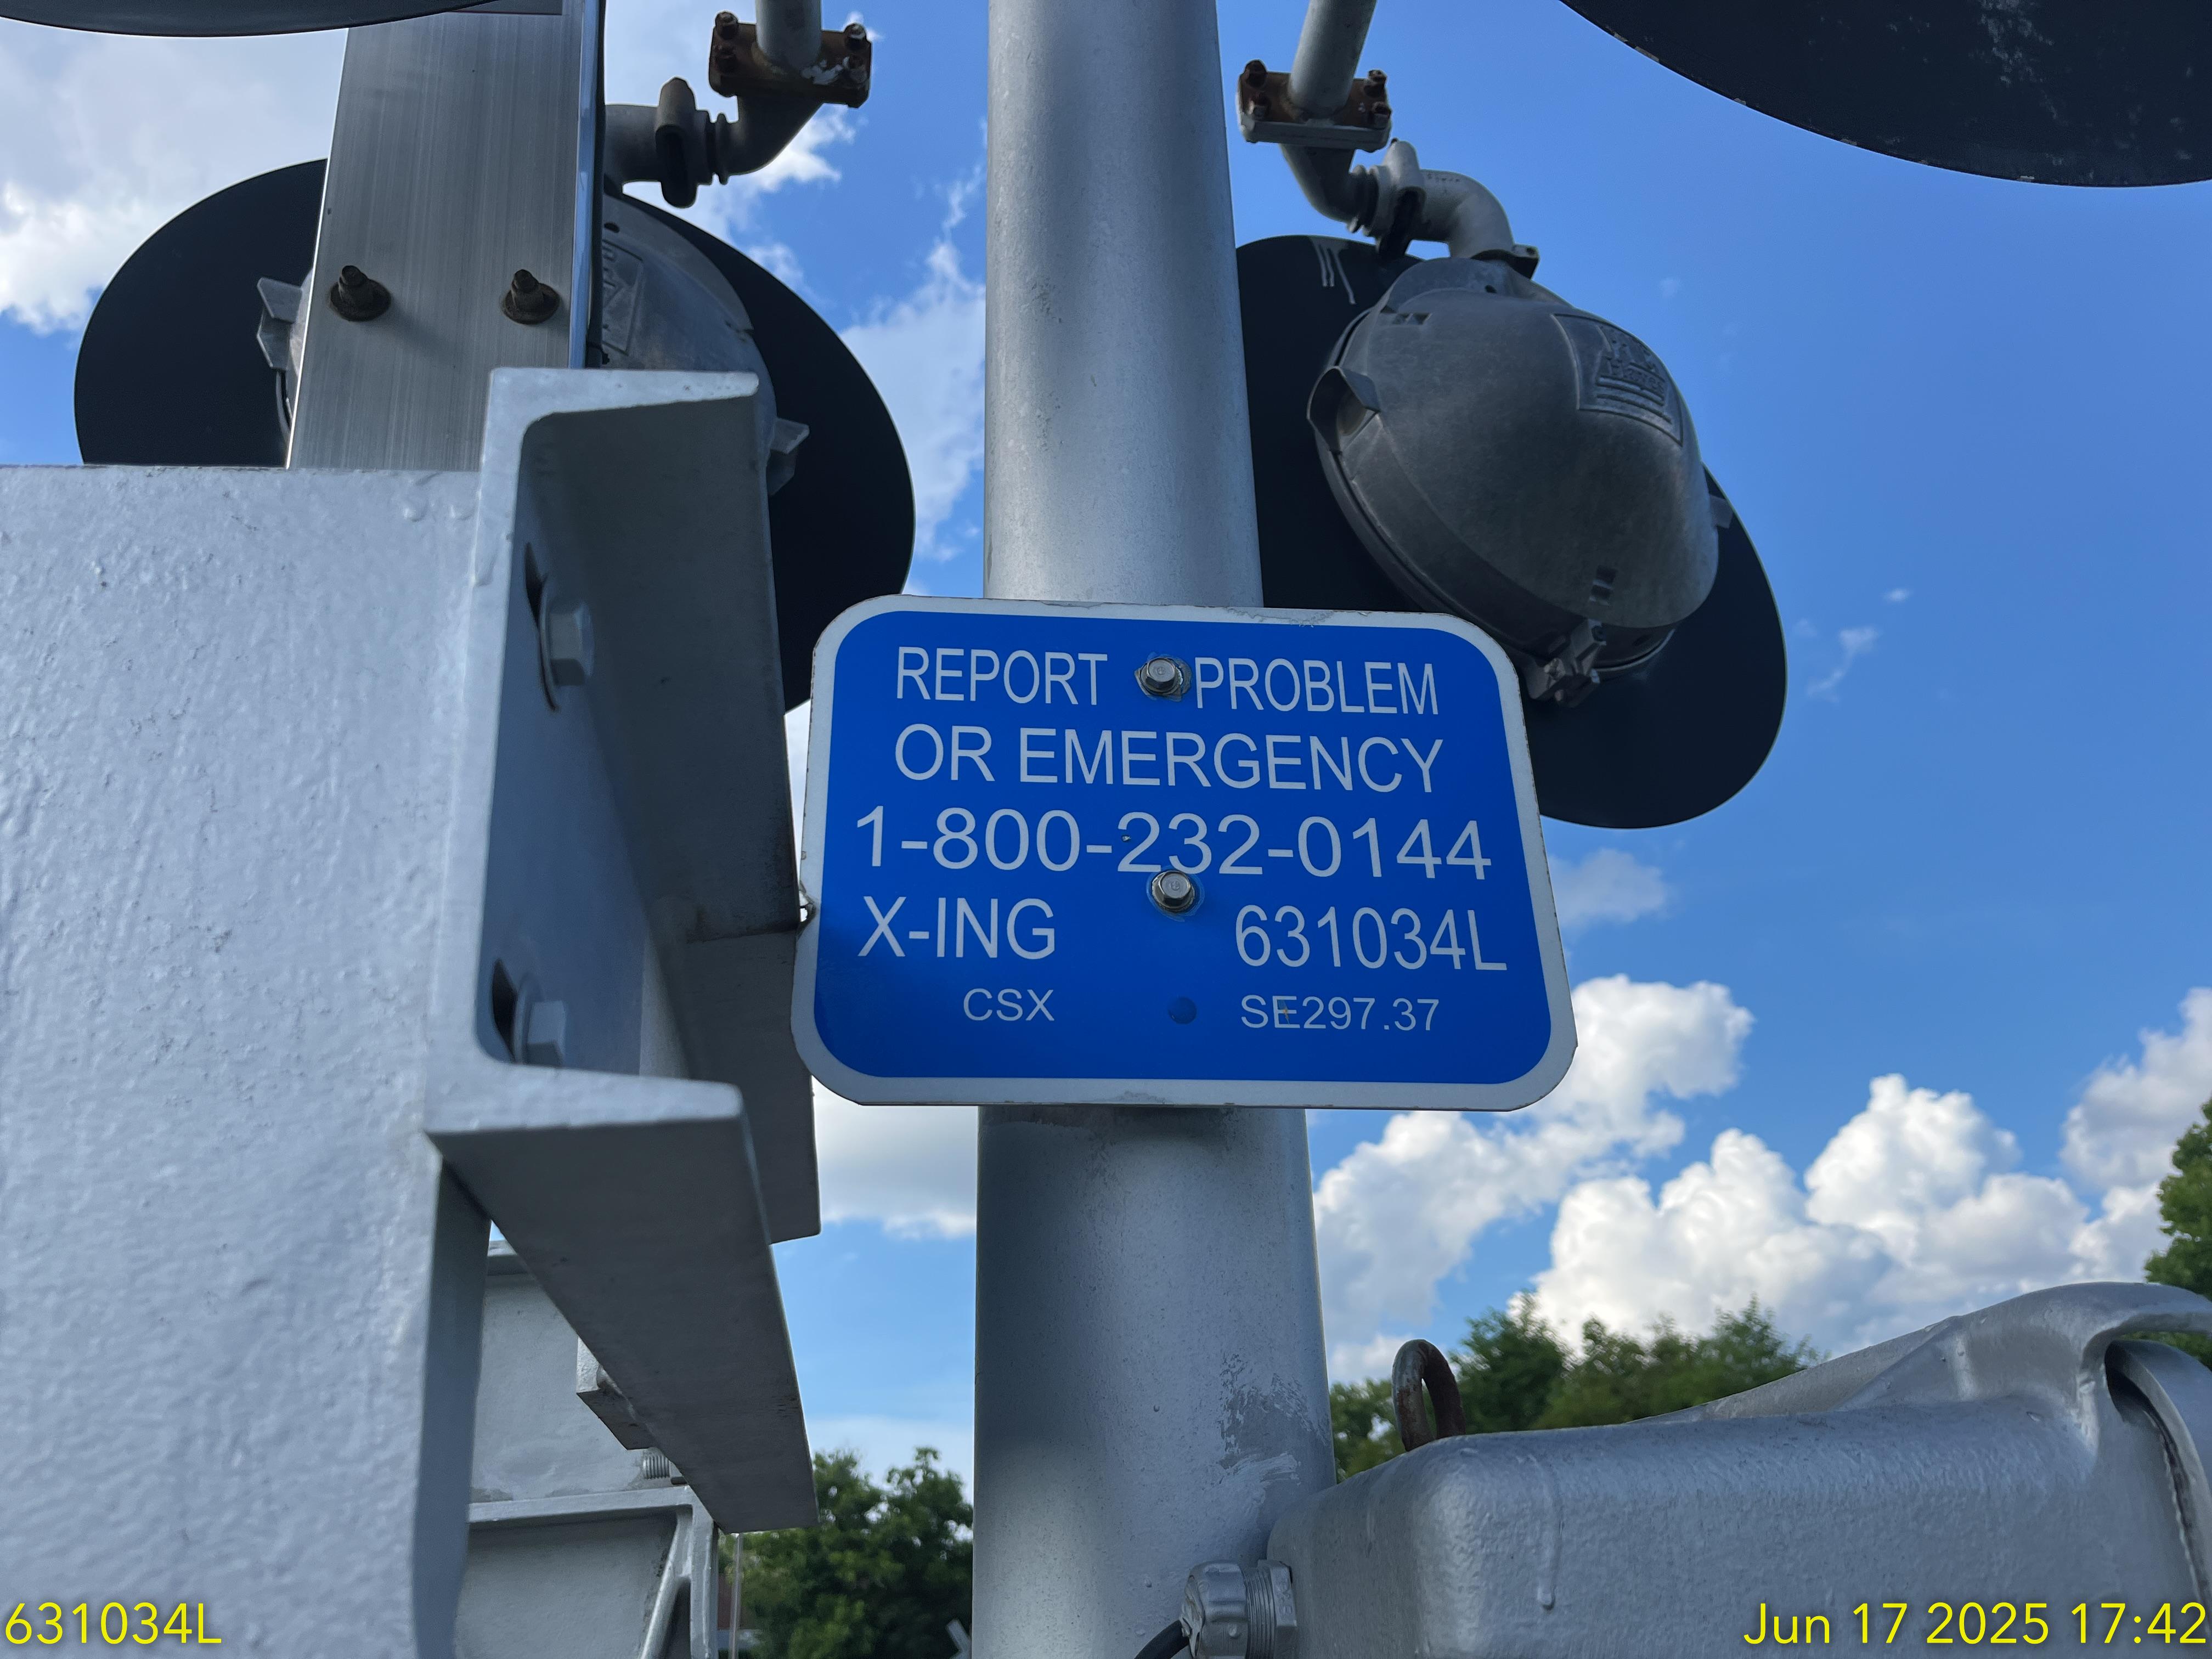 REPORT PROBLEM
OR EMERGENCY
1-800-232-0144
X-ING 631034L
CSX SE297.37
631034L
Jun 17 2025 17:42